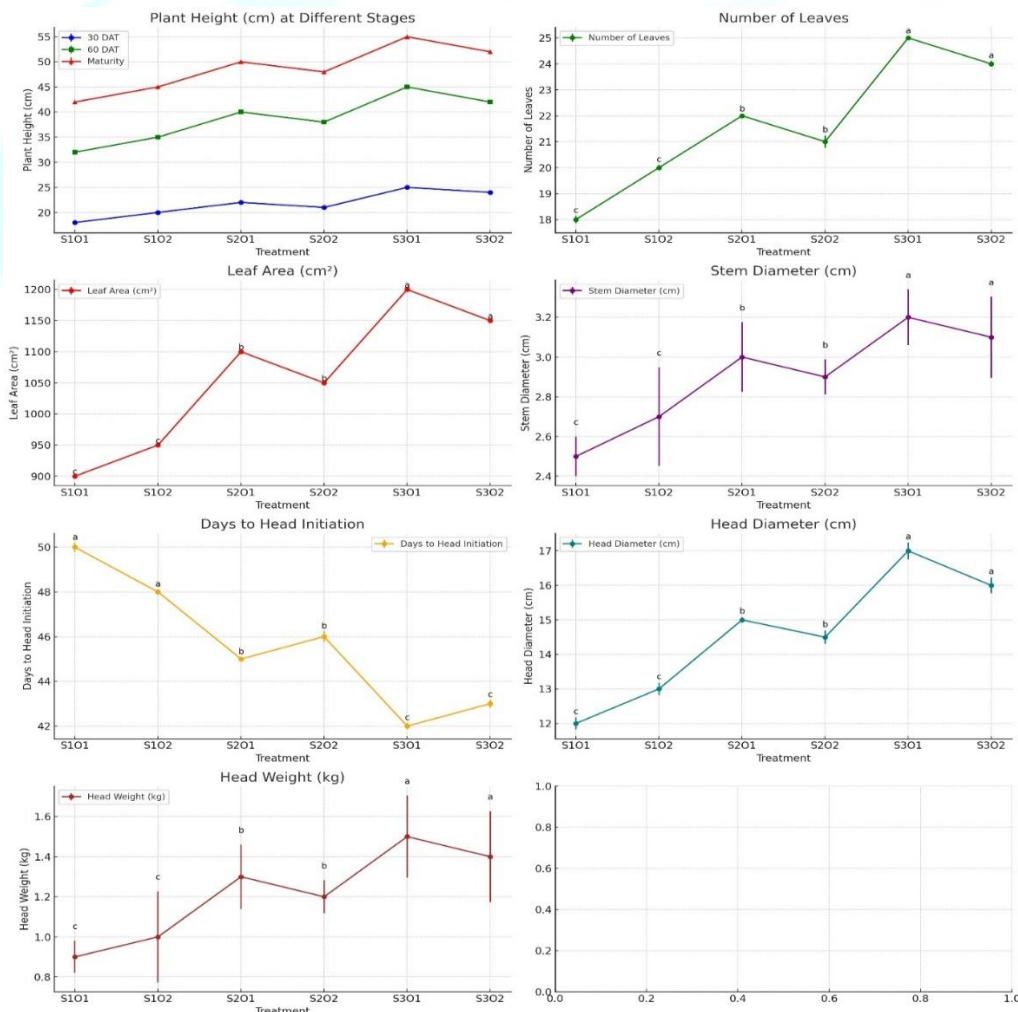 Plant Height (cm) at Different Stages
30 DAT
60 DAT
Maturity
Plant Height (cm)
55
50
45
40
35
30
25
20
S1O1 S1O2 S2O1 S2O2 S3O1 S3O2
Treatment
Number of Leaves
Number of Leaves
Number of Leaves
25
24
23
22
21
20
19
18
c c b b a a
S1O1 S1O2 S2O1 S2O2 S3O1 S3O2
Treatment
Leaf Area (cm²)
Leaf Area (cm²)
Leaf Area (cm²)
1200
1150
1100
1050
1000
950
900
c c b b a a
S1O1 S1O2 S2O1 S2O2 S3O1 S3O2
Treatment
Stem Diameter (cm)
Stem Diameter (cm)
Stem Diameter (cm)
3.2
3.0
2.8
2.6
2.4
c c b b a a
S1O1 S1O2 S2O1 S2O2 S3O1 S3O2
Treatment
Days to Head Initiation
Days to Head Initiation
Days to Head Initiation
50
48
46
44
42
a a b b c c
S1O1 S1O2 S2O1 S2O2 S3O1 S3O2
Treatment
Head Diameter (cm)
Head Diameter (cm)
Head Diameter (cm)
17
16
15
14
13
12
c c b b a a
S1O1 S1O2 S2O1 S2O2 S3O1 S3O2
Treatment
Head Weight (kg)
Head Weight (kg)
Head Weight (kg)
1.6
1.4
1.2
1.0
0.8
c c b b a a
S1O1 S1O2 S2O1 S2O2 S3O1 S3O2
Treatment
1.0
0.8
0.6
0.4
0.2
0.0
0.0 0.2 0.4 0.6 0.8 1.0